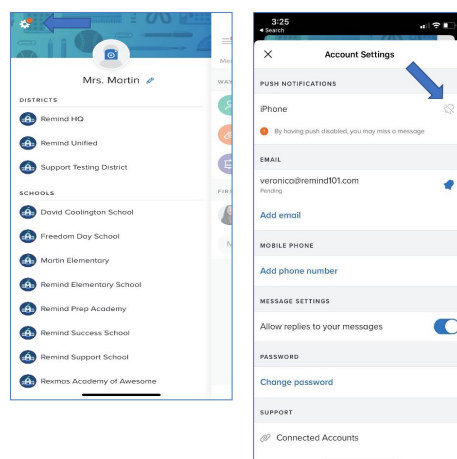 Mrs. Martin
DISTRICTS
Remind HQ
Remind Unified
Support Testing District
SCHOOLS
David Coolington School
Freedom Day School
Martin Elementary
Remind Elementary School
Remind Prep Academy
Remind Success School
Remind Support School
Rexmas Academy of Awesome
WAY
FIR
3:25
◀ Search
Account Settings
PUSH NOTIFICATIONS
iPhone
By having push disabled, you may miss a message
EMAIL
veronica@remind101.com
Pending
Add email
MOBILE PHONE
Add phone number
MESSAGE SETTINGS
Allow replies to your messages
PASSWORD
Change password
SUPPORT
Connected Accounts